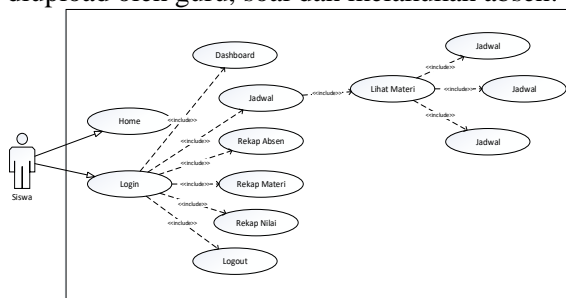 diupload oleh guru, soal dan melakukan absen.
Dashboard
Jadwal
<<include>>
Jadwal
<<include>>
Lihat Materi
<<include>>
Jadwal
<<include>>
Jadwal
Home
<<include>>
<<include>>
Rekap Absen
<<include>>
Siswa
Login
<<include>>
Rekap Materi
<<include>>
Rekap Nilai
<<include>>
Logout